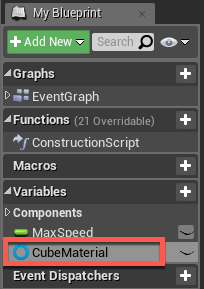 My Blueprint
Add New
Search
Graphs
EventGraph
Functions (21 Overridable)
ConstructionScript
Macros
Variables
Components
MaxSpeed
CubeMaterial
Event Dispatchers